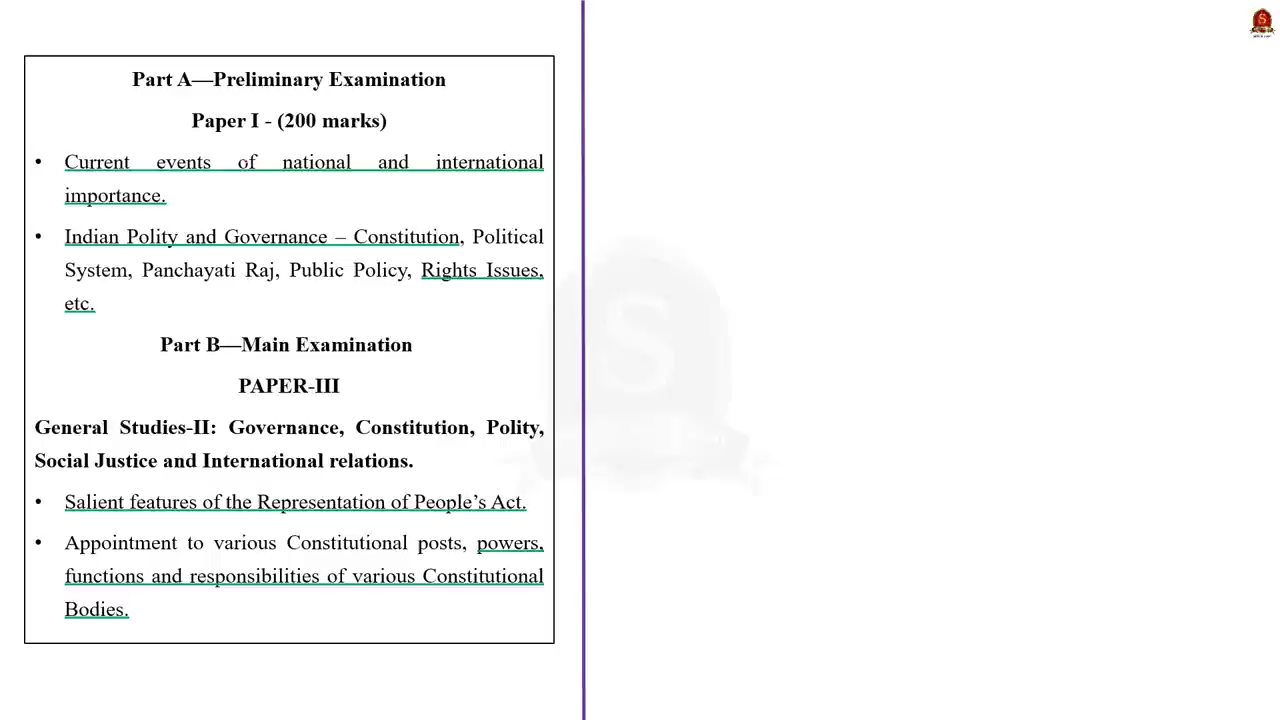 Part A—Preliminary Examination
Paper I - (200 marks)
• Current events of national and international
importance.
• Indian Polity and Governance – Constitution, Political
System, Panchayati Raj, Public Policy, Rights Issues,
etc.
Part B—Main Examination
PAPER-III
General Studies-II: Governance, Constitution, Polity,
Social Justice and International relations.
• Salient features of the Representation of People’s Act.
• Appointment to various Constitutional posts, powers,
functions and responsibilities of various Constitutional
Bodies.
S
S